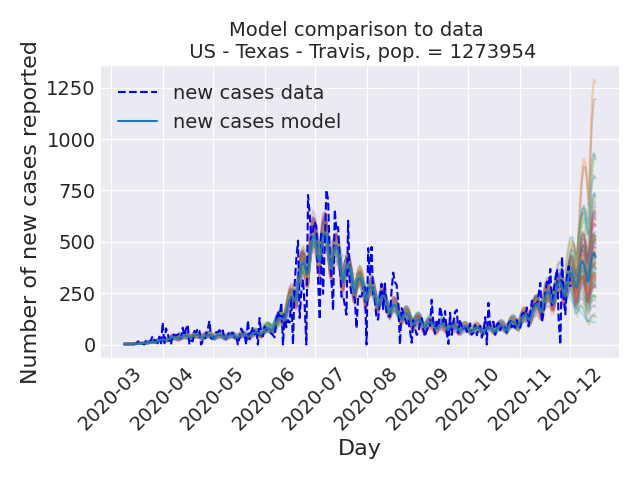 Model comparison to data
US - Texas - Travis, pop. = 1273954
Number of new cases reported
1250
1000
750
500
250
0
new cases data
new cases model
2020-03
2020-04
2020-05
2020-06
2020-07
2020-08
2020-09
2020-10
2020-11
2020-12
Day